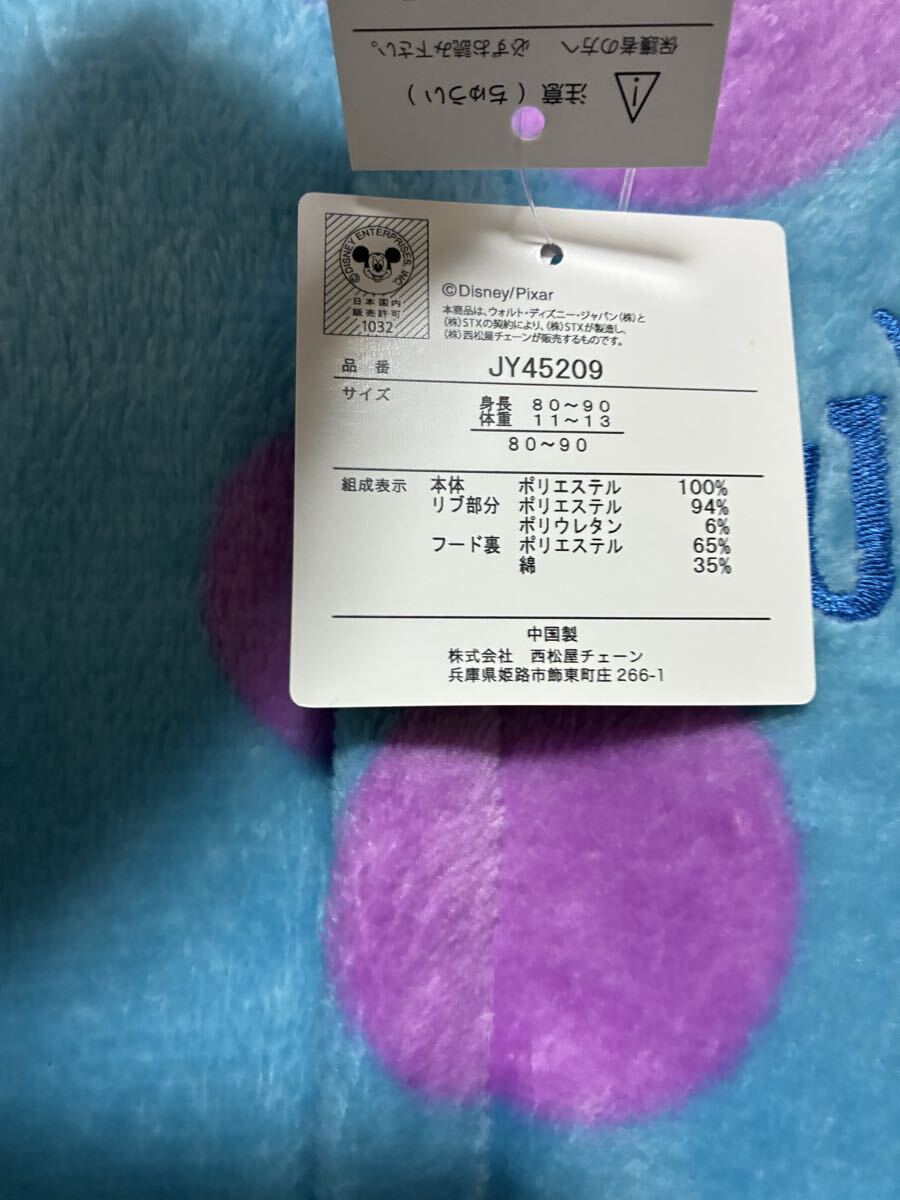 保護者の方へ　必ずお読み下さい。
注意（ちゅうい）
©DISNEY ENTERPRISES, INC.
日本国内
販売許可
1032
©Disney/Pixar
本商品は、ウォルト・ディズニー・ジャパン（株）と
（株）STXの契約により、（株）STXが製造し、
（株）西松屋チェーンが販売するものです。
品　番　JY45209
サイズ　身長　80〜90
体重　11〜13
80〜90
組成表示　本体　ポリエステル　100%
リブ部分　ポリエステル　94%
ポリウレタン　6%
フード裏　ポリエステル　65%
綿　35%
中国製
株式会社　西松屋チェーン
兵庫県姫路市飾東町庄 266-1
U